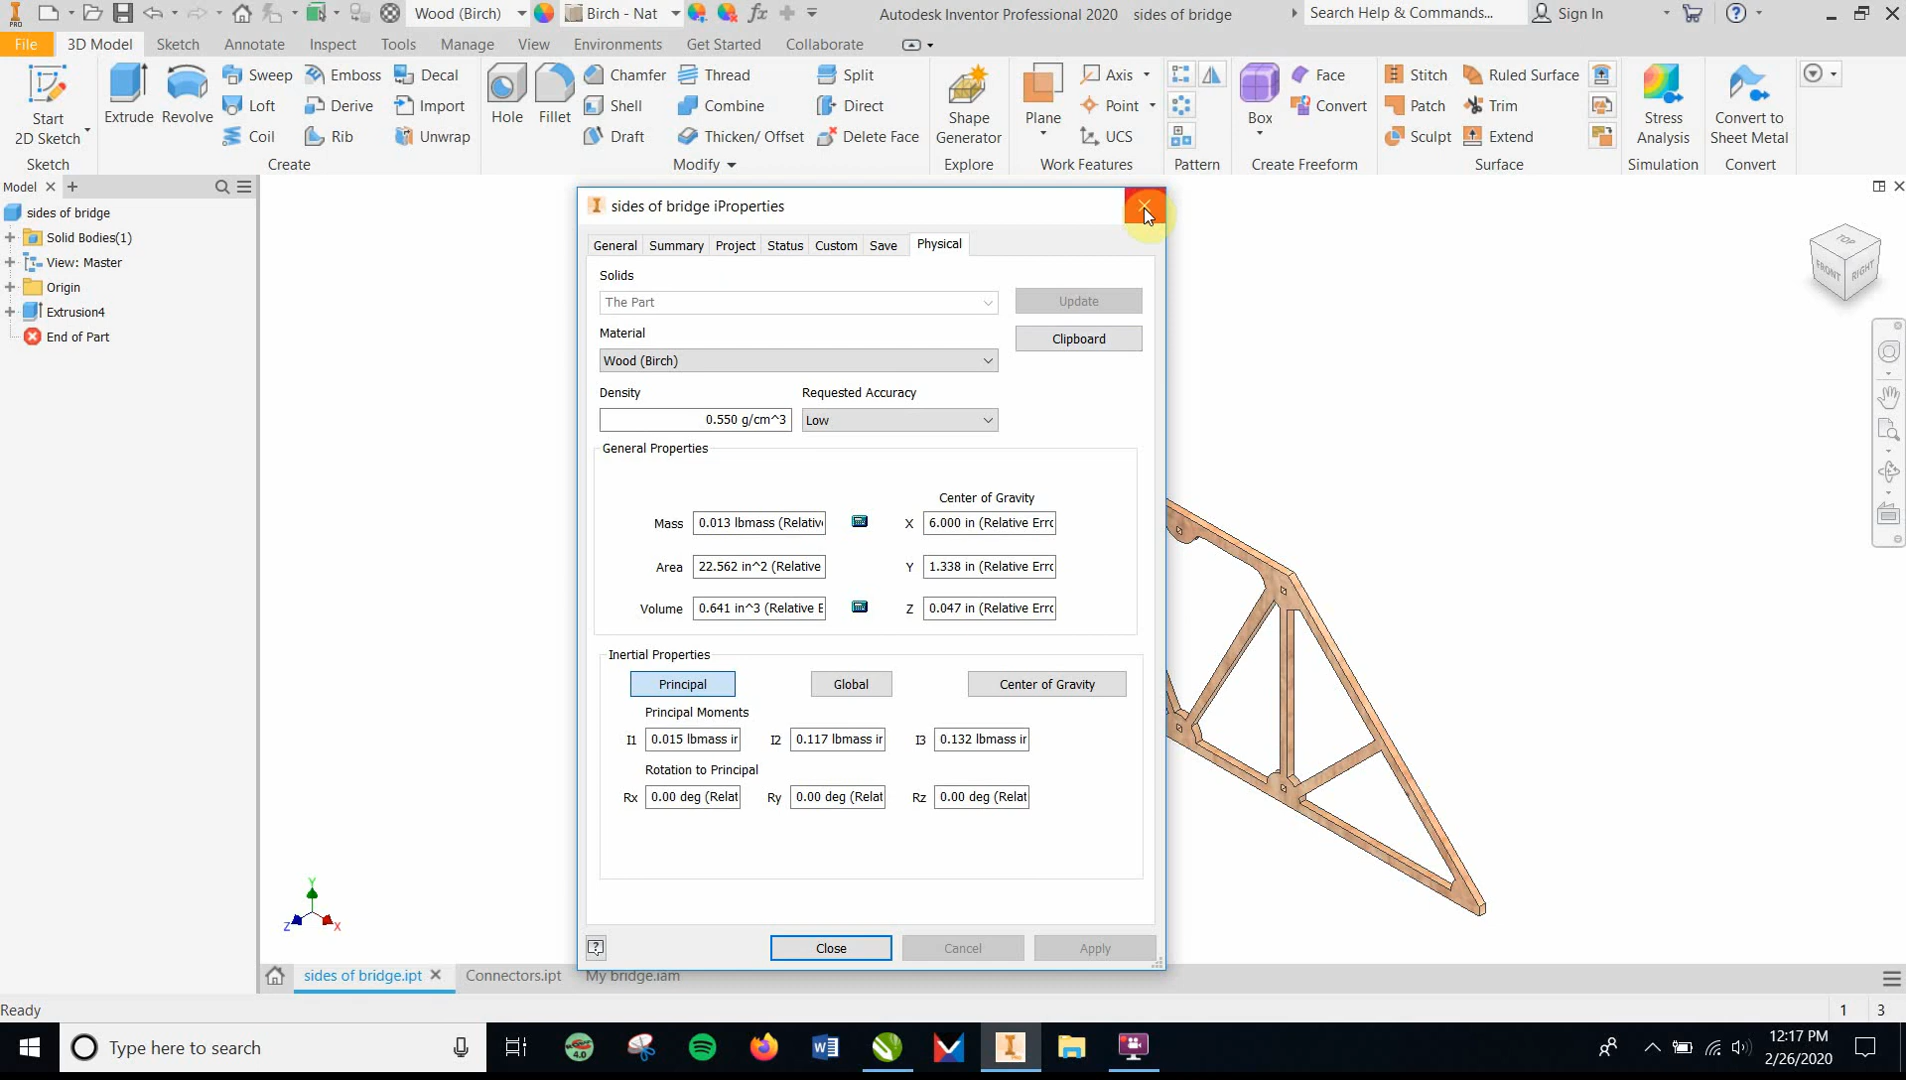 Wood (Birch) Birch - Nat fx Autodesk Inventor Professional 2020 sides of bridge Search Help & Commands... Sign In
File 3D Model Sketch Annotate Inspect Tools Manage View Environments Get Started Collaborate
Start 2D Sketch
Sketch
Extrude Revolve Sweep Emboss Decal
Loft Derive Import
Coil Rib Unwrap
Create
Hole Fillet Chamfer Thread Split
Shell Combine Direct
Draft Thicken/ Offset Delete Face
Modify
Shape Generator
Explore
Plane Axis
Point
UCS
Work Features
Pattern
Box Face
Convert
Create Freeform
Stitch Ruled Surface
Patch Trim
Sculpt Extend
Surface
Stress Analysis
Simulation
Convert to Sheet Metal
Convert
Model
sides of bridge
Solid Bodies(1)
View: Master
Origin
Extrusion4
End of Part
sides of bridge iProperties
General Summary Project Status Custom Save Physical
Solids
The Part Update
Material Clipboard
Wood (Birch)
Density Requested Accuracy
0.550 g/cm^3 Low
General Properties
Center of Gravity
Mass 0.013 lbmass (Relativ X 6.000 in (Relative Errc
Area 22.562 in^2 (Relative Y 1.338 in (Relative Errc
Volume 0.641 in^3 (Relative E Z 0.047 in (Relative Errc
Inertial Properties
Principal Global Center of Gravity
Principal Moments
I1 0.015 lbmass ir I2 0.117 lbmass ir I3 0.132 lbmass ir
Rotation to Principal
Rx 0.00 deg (Relat Ry 0.00 deg (Relat Rz 0.00 deg (Relat
? Close Cancel Apply
TOP
FRONT RIGHT
Y
Z X
sides of bridge.ipt Connectors.ipt My bridge.iam
Ready 1 3
Type here to search 12:17 PM
2/26/2020